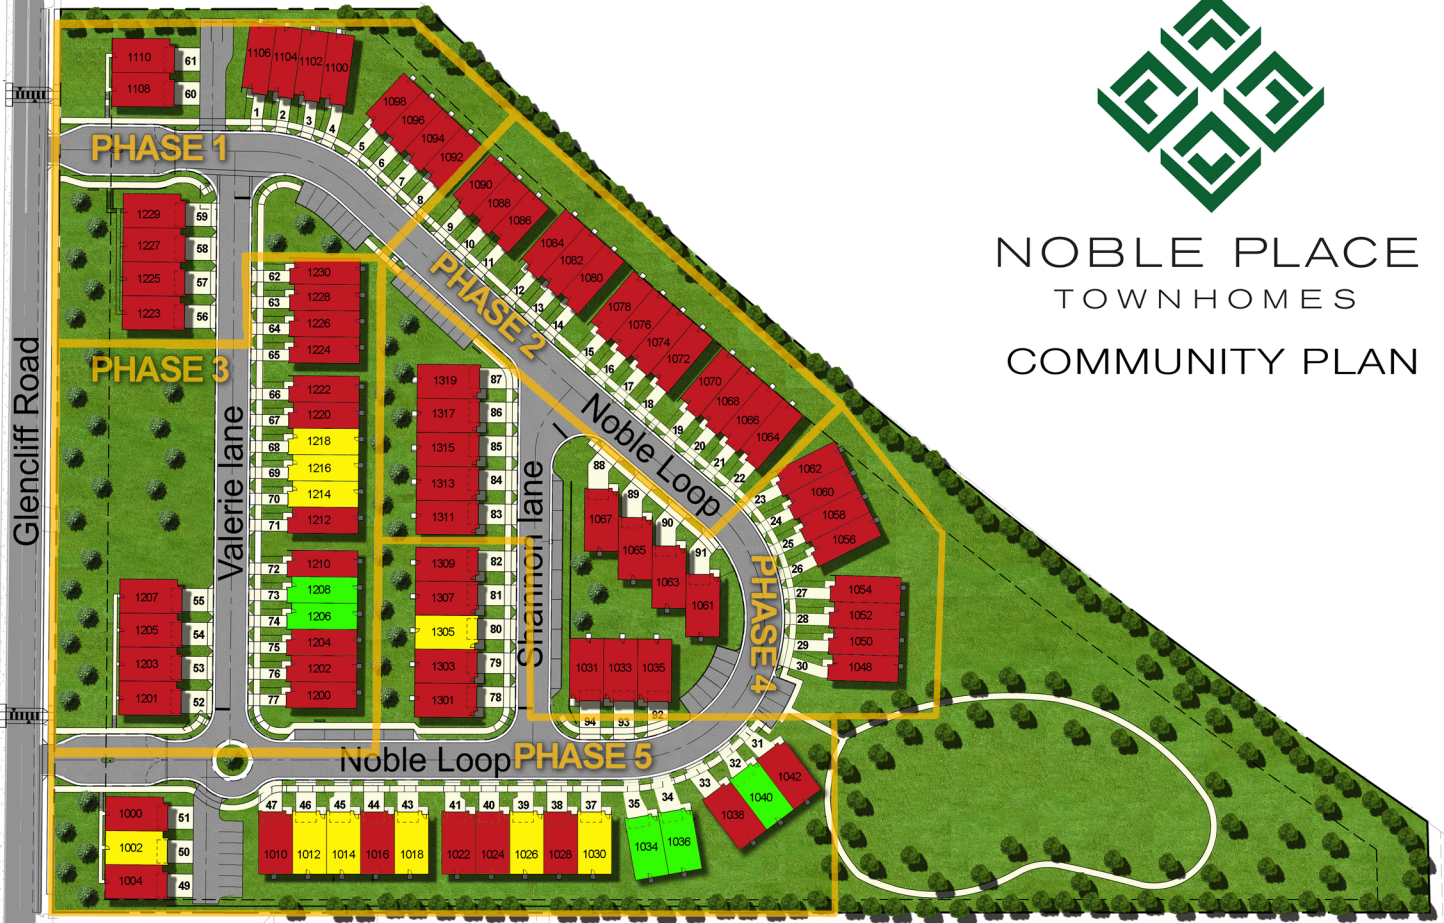 NOBLE PLACE
TOWNHOMES
COMMUNITY PLAN
Glencliff Road
PHASE 1
PHASE 2
PHASE 3
PHASE 4
PHASE 5
Valerie lane
Shannon lane
Noble Loop
Noble Loop
1110 61
1108 60
1106 1104 1102 1100
1 2 3 4
1098 1096 1094 1092
5 6 7 8
1090 1088 1086
9 10 11
1084 1082 1080
12 13 14
1078 1076 1074 1072
15 16 17 18
1070 1068 1066 1064
19 20 21 22
1062 1060 1058 1056
23 24 25 26
27 1054
28 1052
29 1050
30 1048
1229 59
1227 58
1225 57
1223 56
62 1230
63 1228
64 1226
65 1224
66 1222
67 1220
68 1218
69 1216
70 1214
71 1212
72 1210
73 1208
74 1206
75 1204
76 1202
77 1200
1207 55
1205 54
1203 53
1201 52
1319 87
1317 86
1315 85
1313 84
1311 83
1309 82
1307 81
1305 80
1303 79
1301 78
88 89 90 91
1067 1065 1063 1061
1031 1033 1035
94 93 92
31 32 33
1042 1040 1038
35 34
1034 1036
1000 51
1002 50
1004 49
47 46 45 44 43
1010 1012 1014 1016 1018
41 40 39 38 37
1022 1024 1026 1028 1030